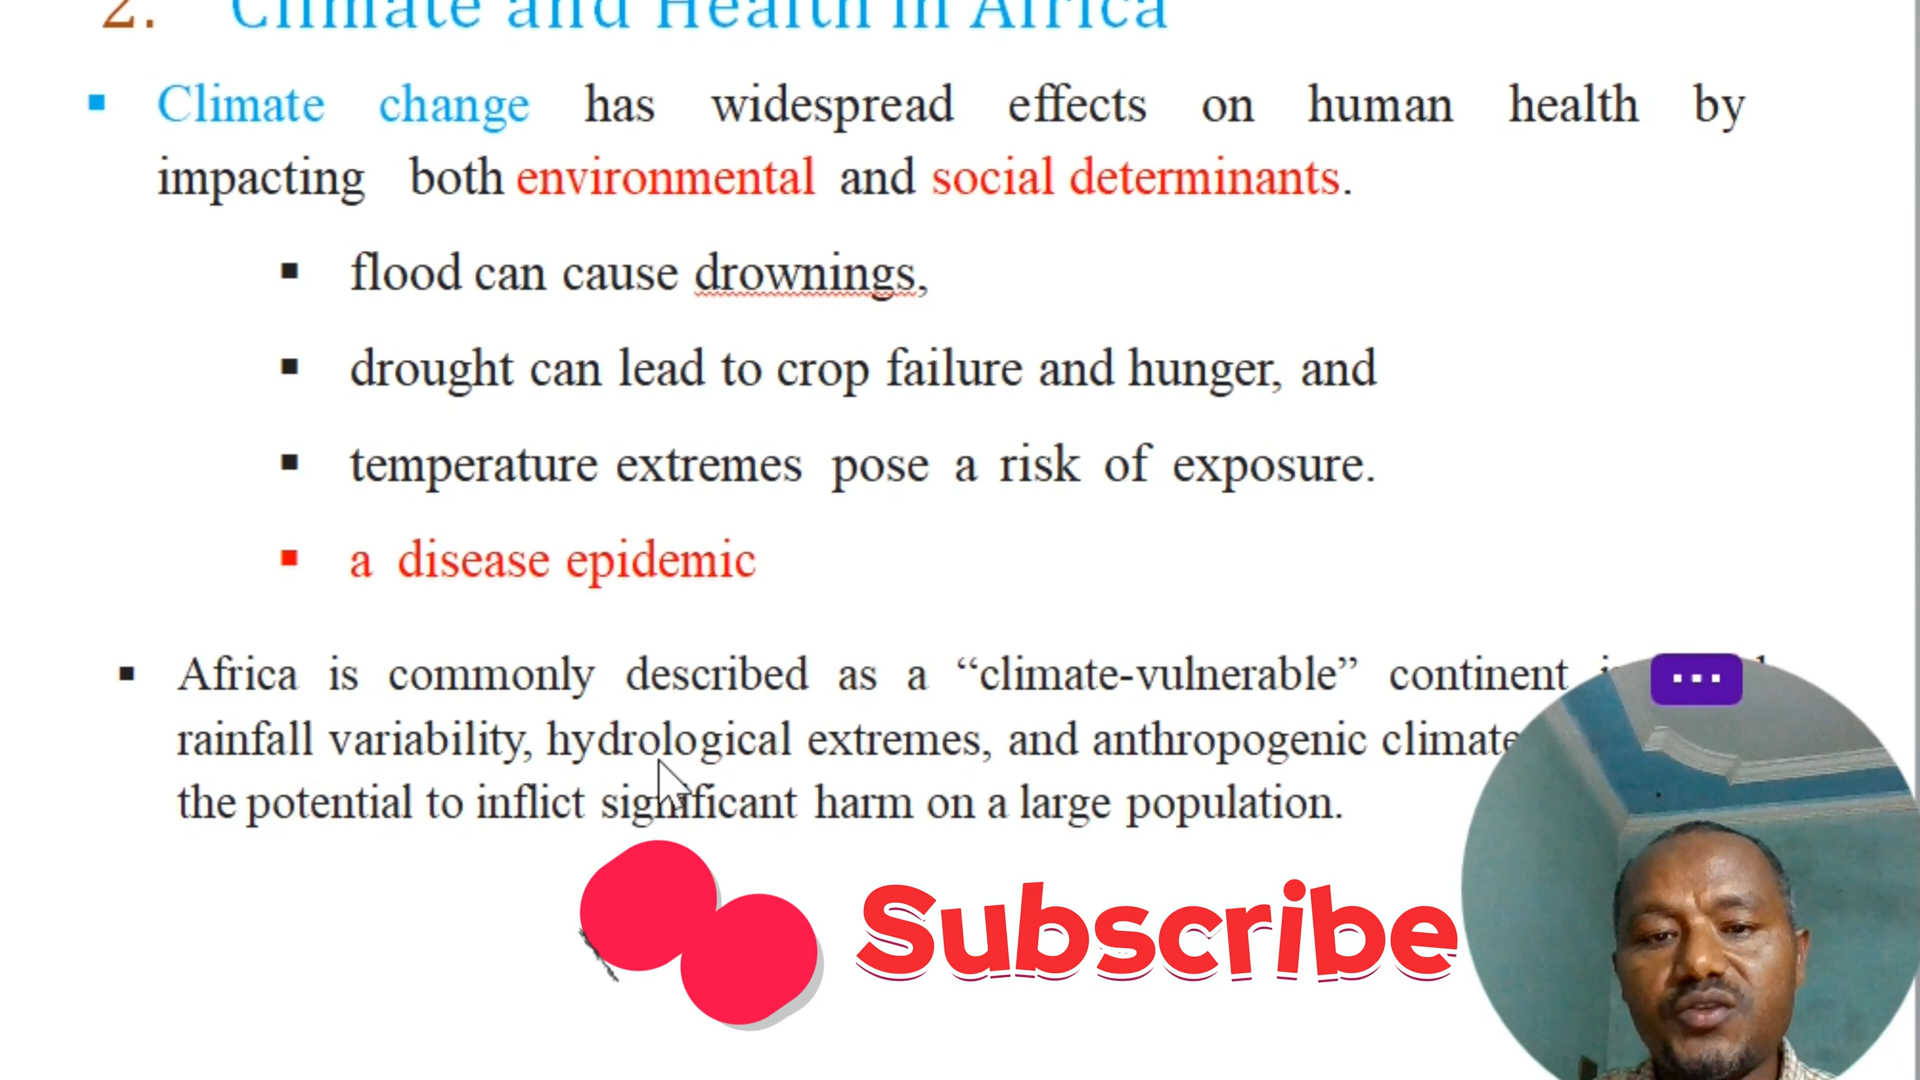 2. Climate and Health in Africa
▪ Climate change has widespread effects on human health by
impacting both environmental and social determinants.
▪ flood can cause drownings,
▪ drought can lead to crop failure and hunger, and
▪ temperature extremes pose a risk of exposure.
▪ a disease epidemic
▪ Africa is commonly described as a “climate-vulnerable” continent
rainfall variability, hydrological extremes, and anthropogenic climate
the potential to inflict significant harm on a large population.
Subscribe